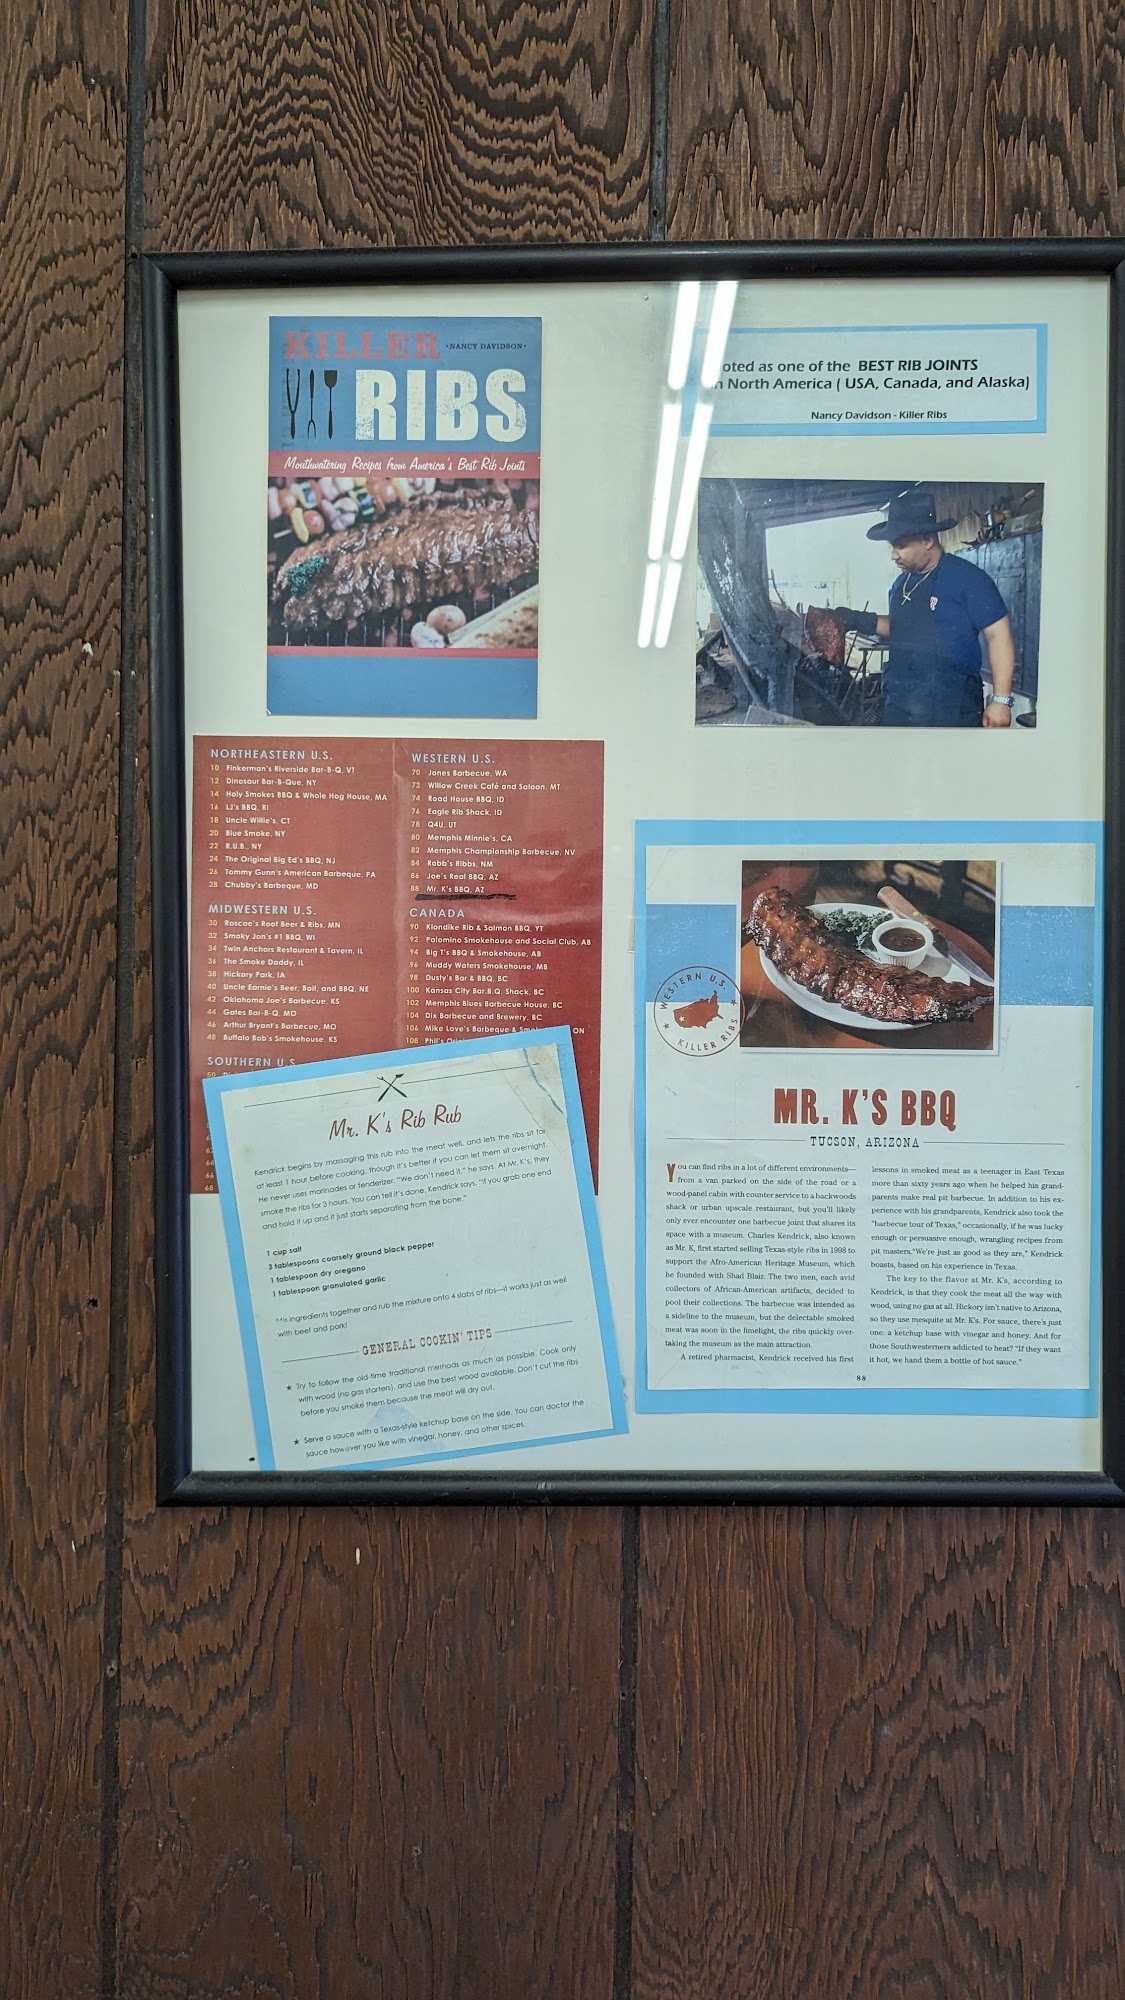 KILLER
·NANCY DAVIDSON·
RIBS
Mouthwatering Recipes from America's Best Rib Joints
oted as one of the BEST RIB JOINTS
n North America ( USA, Canada, and Alaska)
Nancy Davidson - Killer Ribs
NORTHEASTERN U.S.
10 Finkerman's Riverside Bar-B-Q, VT
12 Dinosaur Bar-B-Que, NY
14 Holy Smokes BBQ & Whole Hog House, MA
16 LJ's BBQ, RI
18 Uncle Willie's, CT
20 Blue Smoke, NY
22 R.U.B., NY
24 The Original Big Ed's BBQ, NJ
26 Tommy Gunn's American Barbeque, PA
28 Chubby's Barbeque, MD
MIDWESTERN U.S.
30 Roscoe's Root Beer & Ribs, MN
32 Smoky Jon's #1 BBQ, WI
34 Twin Anchors Restaurant & Tavern, IL
36 The Smoke Daddy, IL
38 Hickory Park, IA
40 Uncle Earnie's Beer, Bait, and BBQ, NE
42 Oklahoma Joe's Barbecue, KS
44 Gates Bar-B-Q, MO
46 Arthur Bryant's Barbecue, MO
48 Buffalo Bob's Smokehouse, KS
SOUTHERN U.S.
50
64
66
68
WESTERN U.S.
70 Jones Barbecue, WA
72 Willow Creek Café and Saloon, MT
74 Road House BBQ, ID
76 Eagle Rib Shack, ID
78 Q4U, UT
80 Memphis Minnie's, CA
82 Memphis Championship Barbecue, NV
84 Robb's Ribbs, NM
86 Joe's Real BBQ, AZ
88 Mr. K's BBQ, AZ
CANADA
90 Klondike Rib & Salmon BBQ, YT
92 Palomino Smokehouse and Social Club, AB
94 Big T's BBQ & Smokehouse, AB
96 Muddy Waters Smokehouse, MB
98 Dusty's Bar & BBQ, BC
100 Kansas City Bar.B.Q. Shack, BC
102 Memphis Blues Barbecue House, BC
104 Dix Barbecue and Brewery, BC
106 Mike Love's Barbeque & ON
108 Phil's
Mr. K's Rib Rub
Kendrick begins by massaging this rub into the meat well, and lets the ribs sit for
at least 1 hour before cooking, though it's better if you can let them sit overnight.
He never uses marinades or tenderizer. "We don't need it," he says. At Mr. K's, they
smoke the ribs for 3 hours. You can tell it's done, Kendrick says, "if you grab one end
and hold it up and it just starts separating from the bone."
1 cup salt
3 tablespoons coarsely ground black pepper
1 tablespoon dry oregano
1 tablespoon granulated garlic
Mix ingredients together and rub the mixture onto 4 slabs of ribs—it works just as well
with beef and pork!
GENERAL COOKIN' TIPS
★ Try to follow the old-time traditional methods as much as possible. Cook only
with wood (no gas starters), and use the best wood available. Don't cut the ribs
before you smoke them because the meat will dry out.
★ Serve a sauce with a Texas-style ketchup base on the side. You can doctor the
sauce however you like with vinegar, honey, and other spices.
WESTERN U.S.
KILLER RIBS
MR. K'S BBQ
TUCSON, ARIZONA
You can find ribs in a lot of different environments—
from a van parked on the side of the road or a
wood-panel cabin with counter service to a backwoods
shack or urban upscale restaurant, but you'll likely
only ever encounter one barbecue joint that shares its
space with a museum. Charles Kendrick, also known
as Mr. K, first started selling Texas-style ribs in 1998 to
support the Afro-American Heritage Museum, which
he founded with Shad Blair. The two men, each avid
collectors of African-American artifacts, decided to
pool their collections. The barbecue was intended as
a sideline to the museum, but the delectable smoked
meat was soon in the limelight, the ribs quickly over-
taking the museum as the main attraction.
A retired pharmacist, Kendrick received his first
lessons in smoked meat as a teenager in East Texas
more than sixty years ago when he helped his grand-
parents make real pit barbecue. In addition to his ex-
perience with his grandparents, Kendrick also took the
"barbecue tour of Texas," occasionally, if he was lucky
enough or persuasive enough, wrangling recipes from
pit masters. "We're just as good as they are," Kendrick
boasts, based on his experience in Texas.
The key to the flavor at Mr. K's, according to
Kendrick, is that they cook the meat all the way with
wood, using no gas at all. Hickory isn't native to Arizona,
so they use mesquite at Mr. K's. For sauce, there's just
one: a ketchup base with vinegar and honey. And for
those Southwesterners addicted to heat? "If they want
it hot, we hand them a bottle of hot sauce."
88